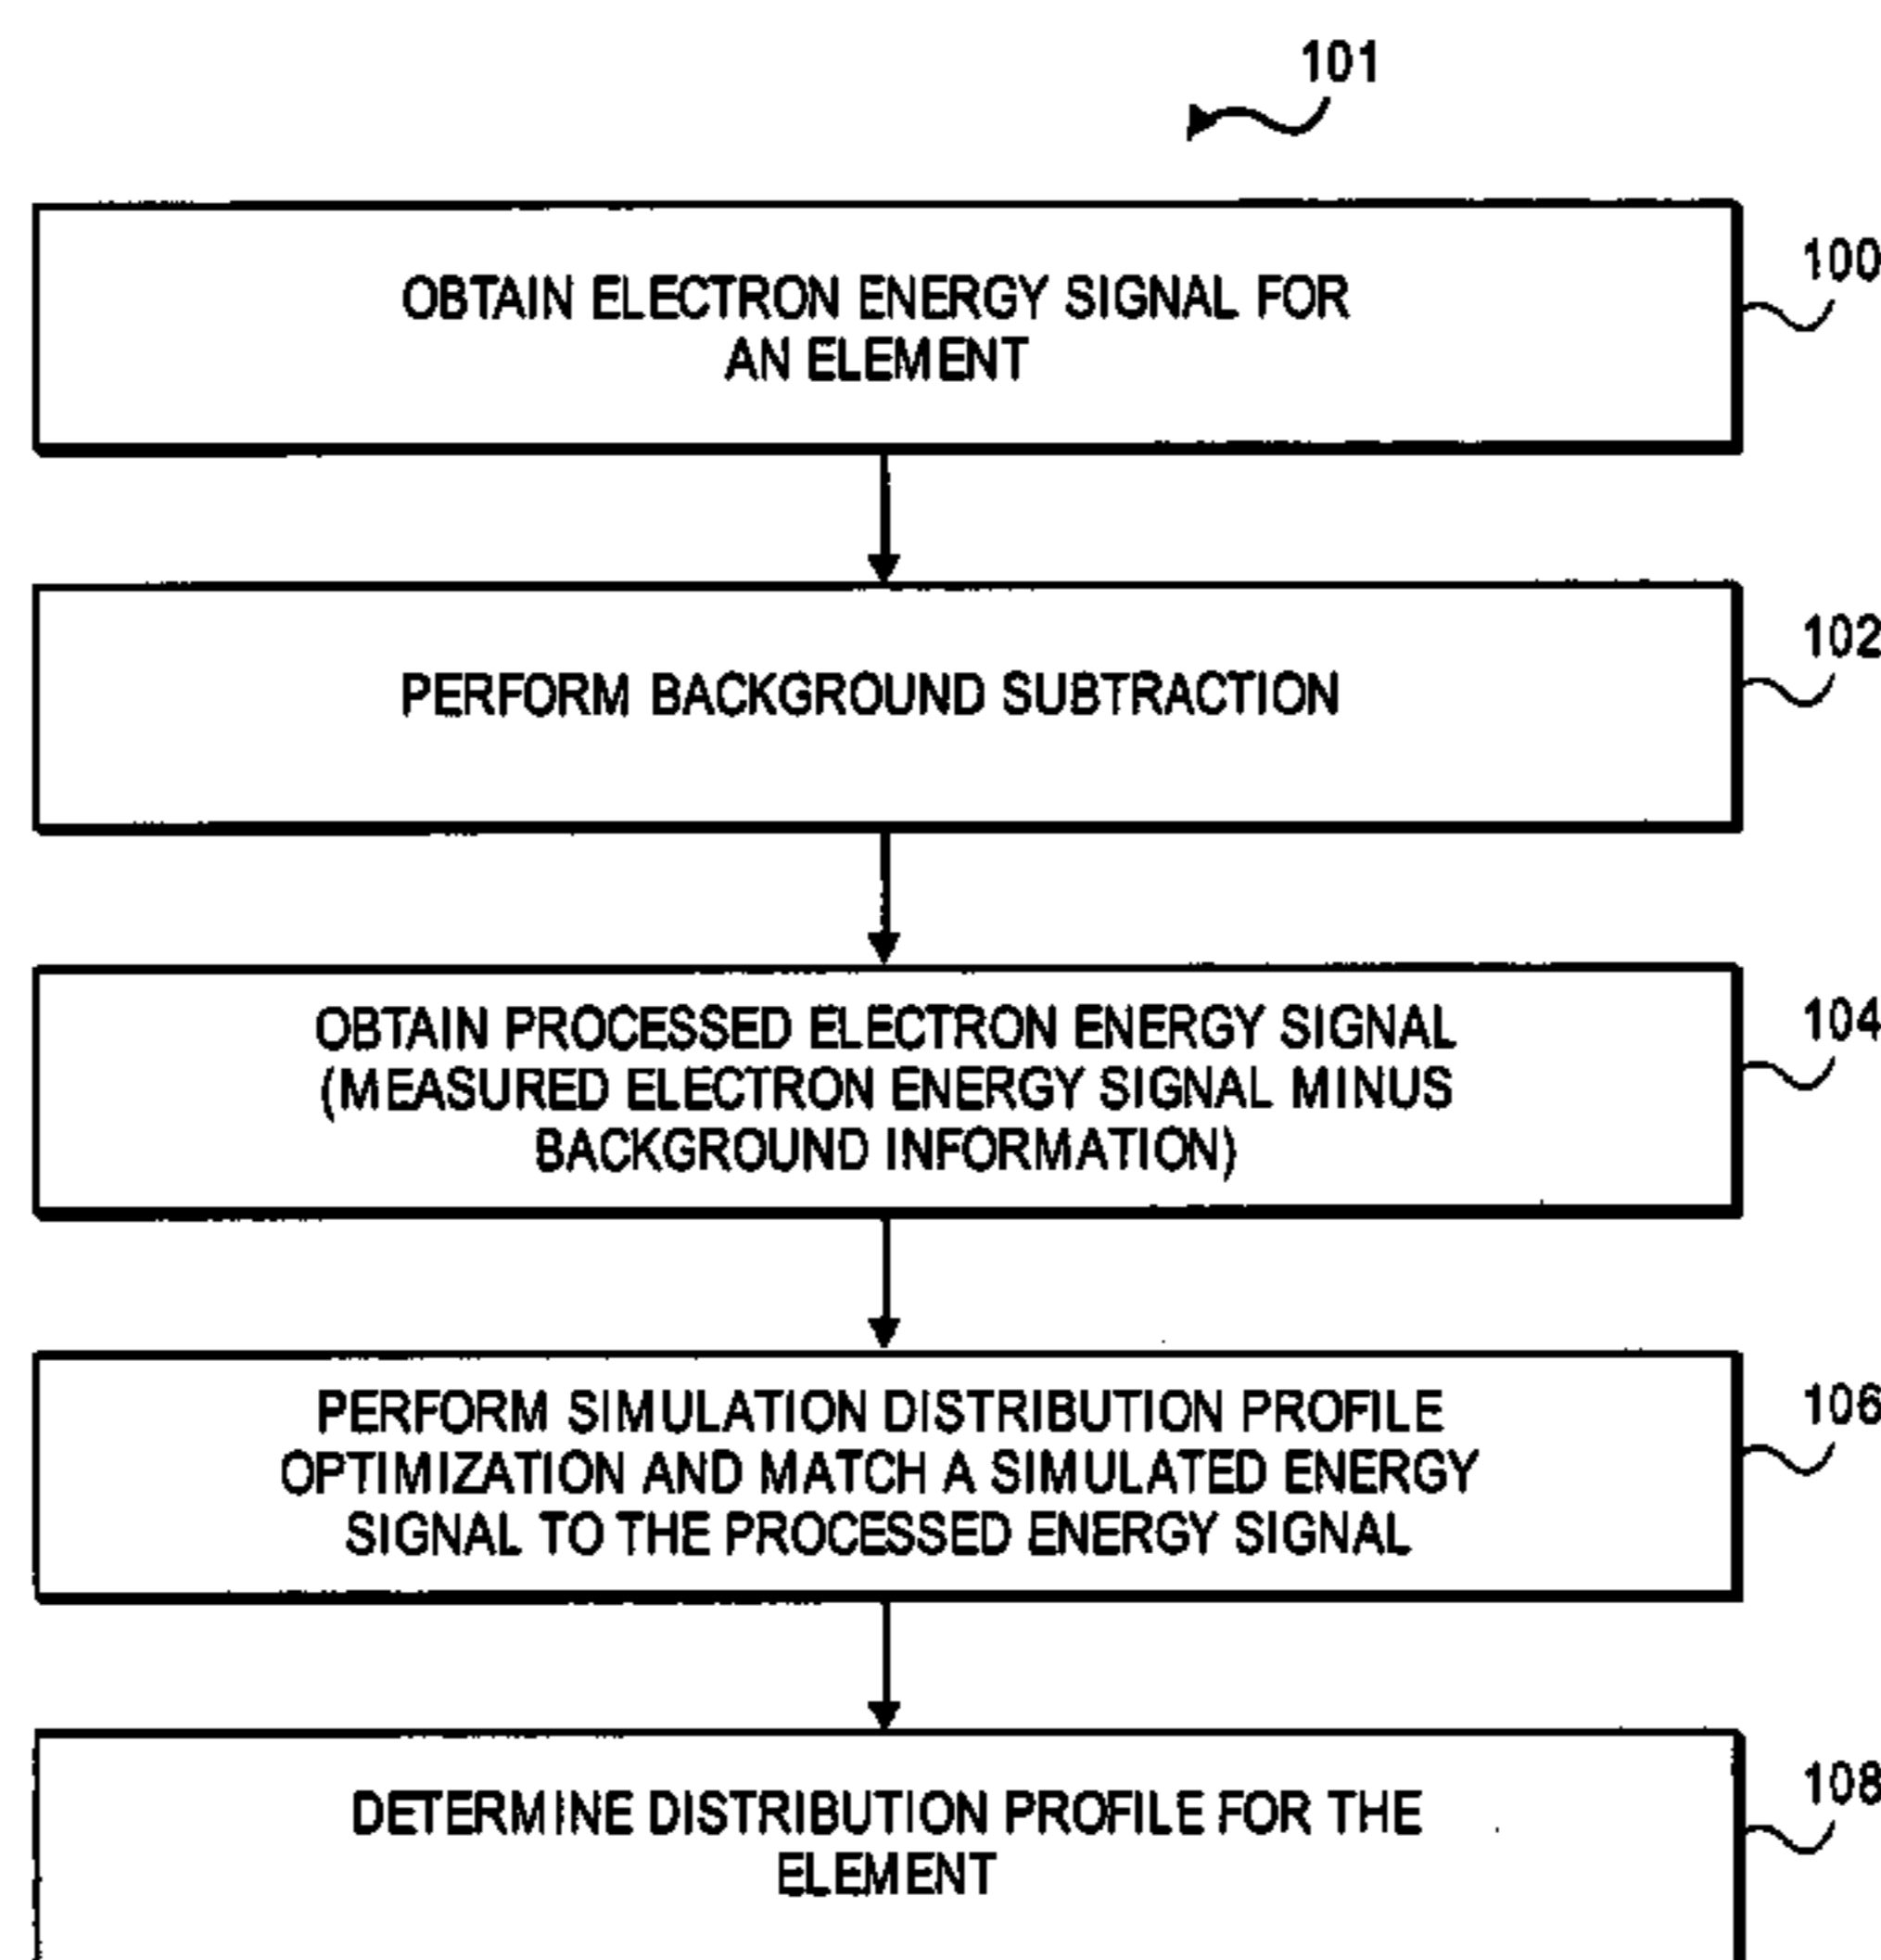 101
OBTAIN ELECTRON ENERGY SIGNAL FOR
AN ELEMENT
100
PERFORM BACKGROUND SUBTRACTION
102
OBTAIN PROCESSED ELECTRON ENERGY SIGNAL
(MEASURED ELECTRON ENERGY SIGNAL MINUS
BACKGROUND INFORMATION)
104
PERFORM SIMULATION DISTRIBUTION PROFILE
OPTIMIZATION AND MATCH A SIMULATED ENERGY
SIGNAL TO THE PROCESSED ENERGY SIGNAL
106
DETERMINE DISTRIBUTION PROFILE FOR THE
ELEMENT
108